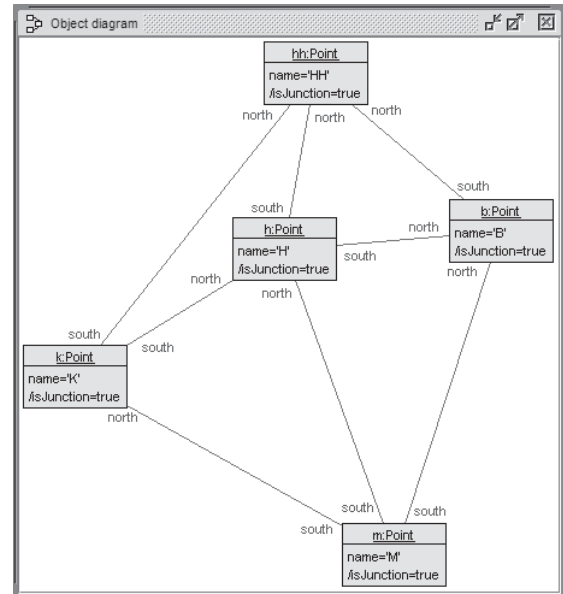 Object diagram
hh:Point
name='HH'
/isJunction=true
north
north
north
south
south
b:Point
name='B'
/isJunction=true
north
h:Point
name='H'
/isJunction=true
north
south
north
north
south
south
k:Point
name='K'
/isJunction=true
north
south
south
south
m:Point
name='M'
/isJunction=true